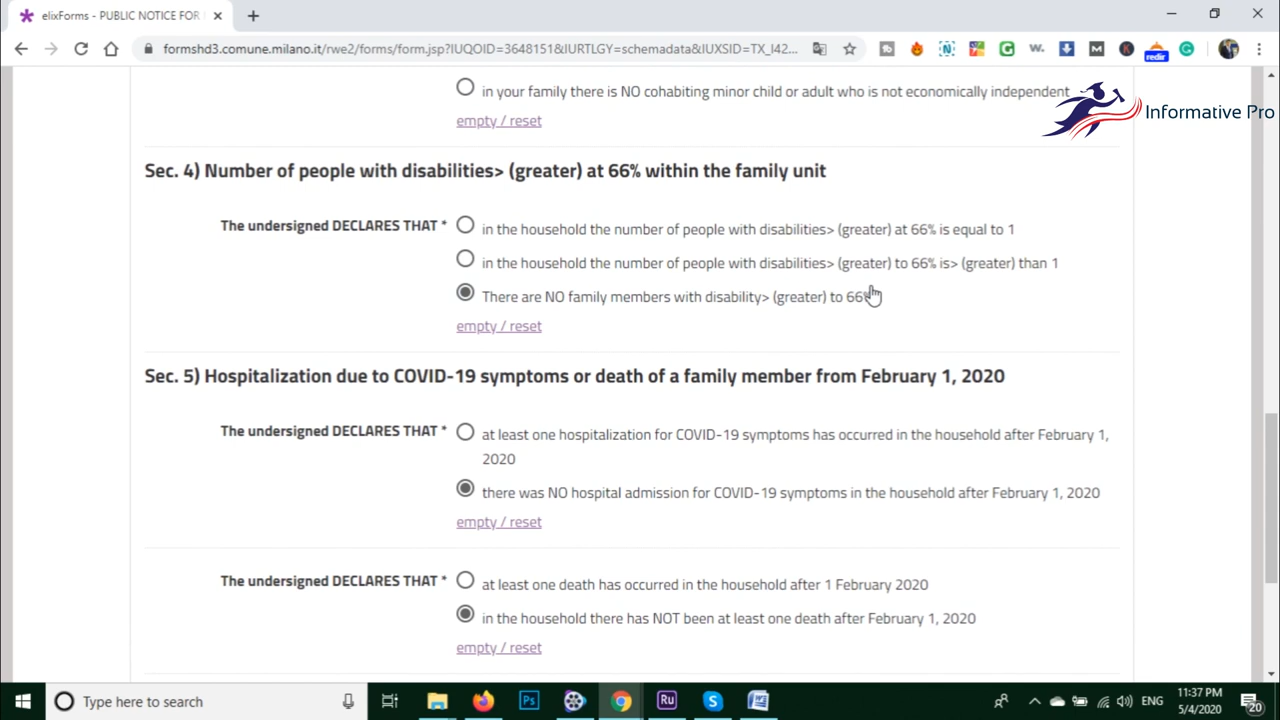 elixForms - PUBLIC NOTICE FOR
formshd3.comune.milano.it/rwe2/forms/form.jsp?IUQOID=3648151&IURTLGY=schemadata&IUXSID=TX_I42...
redir
in your family there is NO cohabiting minor child or adult who is not economically independent
Informative Pro
empty / reset
Sec. 4) Number of people with disabilities> (greater) at 66% within the family unit
The undersigned DECLARES THAT *
in the household the number of people with disabilities> (greater) at 66% is equal to 1
in the household the number of people with disabilities> (greater) to 66% is> (greater) than 1
There are NO family members with disability> (greater) to 66%
empty / reset
Sec. 5) Hospitalization due to COVID-19 symptoms or death of a family member from February 1, 2020
The undersigned DECLARES THAT *
at least one hospitalization for COVID-19 symptoms has occurred in the household after February 1,
2020
there was NO hospital admission for COVID-19 symptoms in the household after February 1, 2020
empty / reset
The undersigned DECLARES THAT *
at least one death has occurred in the household after 1 February 2020
in the household there has NOT been at least one death after February 1, 2020
empty / reset
Type here to search
Ps
Ru
ENG
11:37 PM
5/4/2020
20